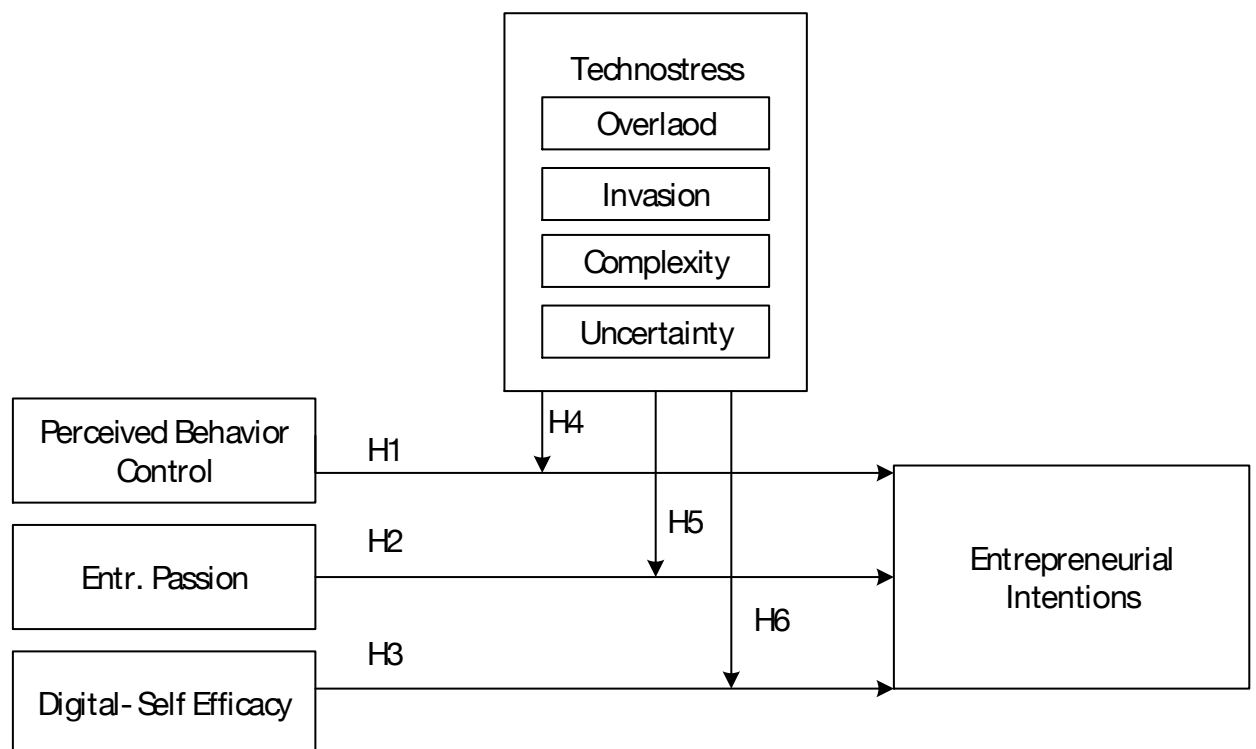 Technostress
Overlaod
Invasion
Complexity
Uncertainty
H4
Perceived Behavior
Control
H1
H5
Entr. Passion
H2
Entrepreneurial
Intentions
H6
H3
Digital- Self Efficacy